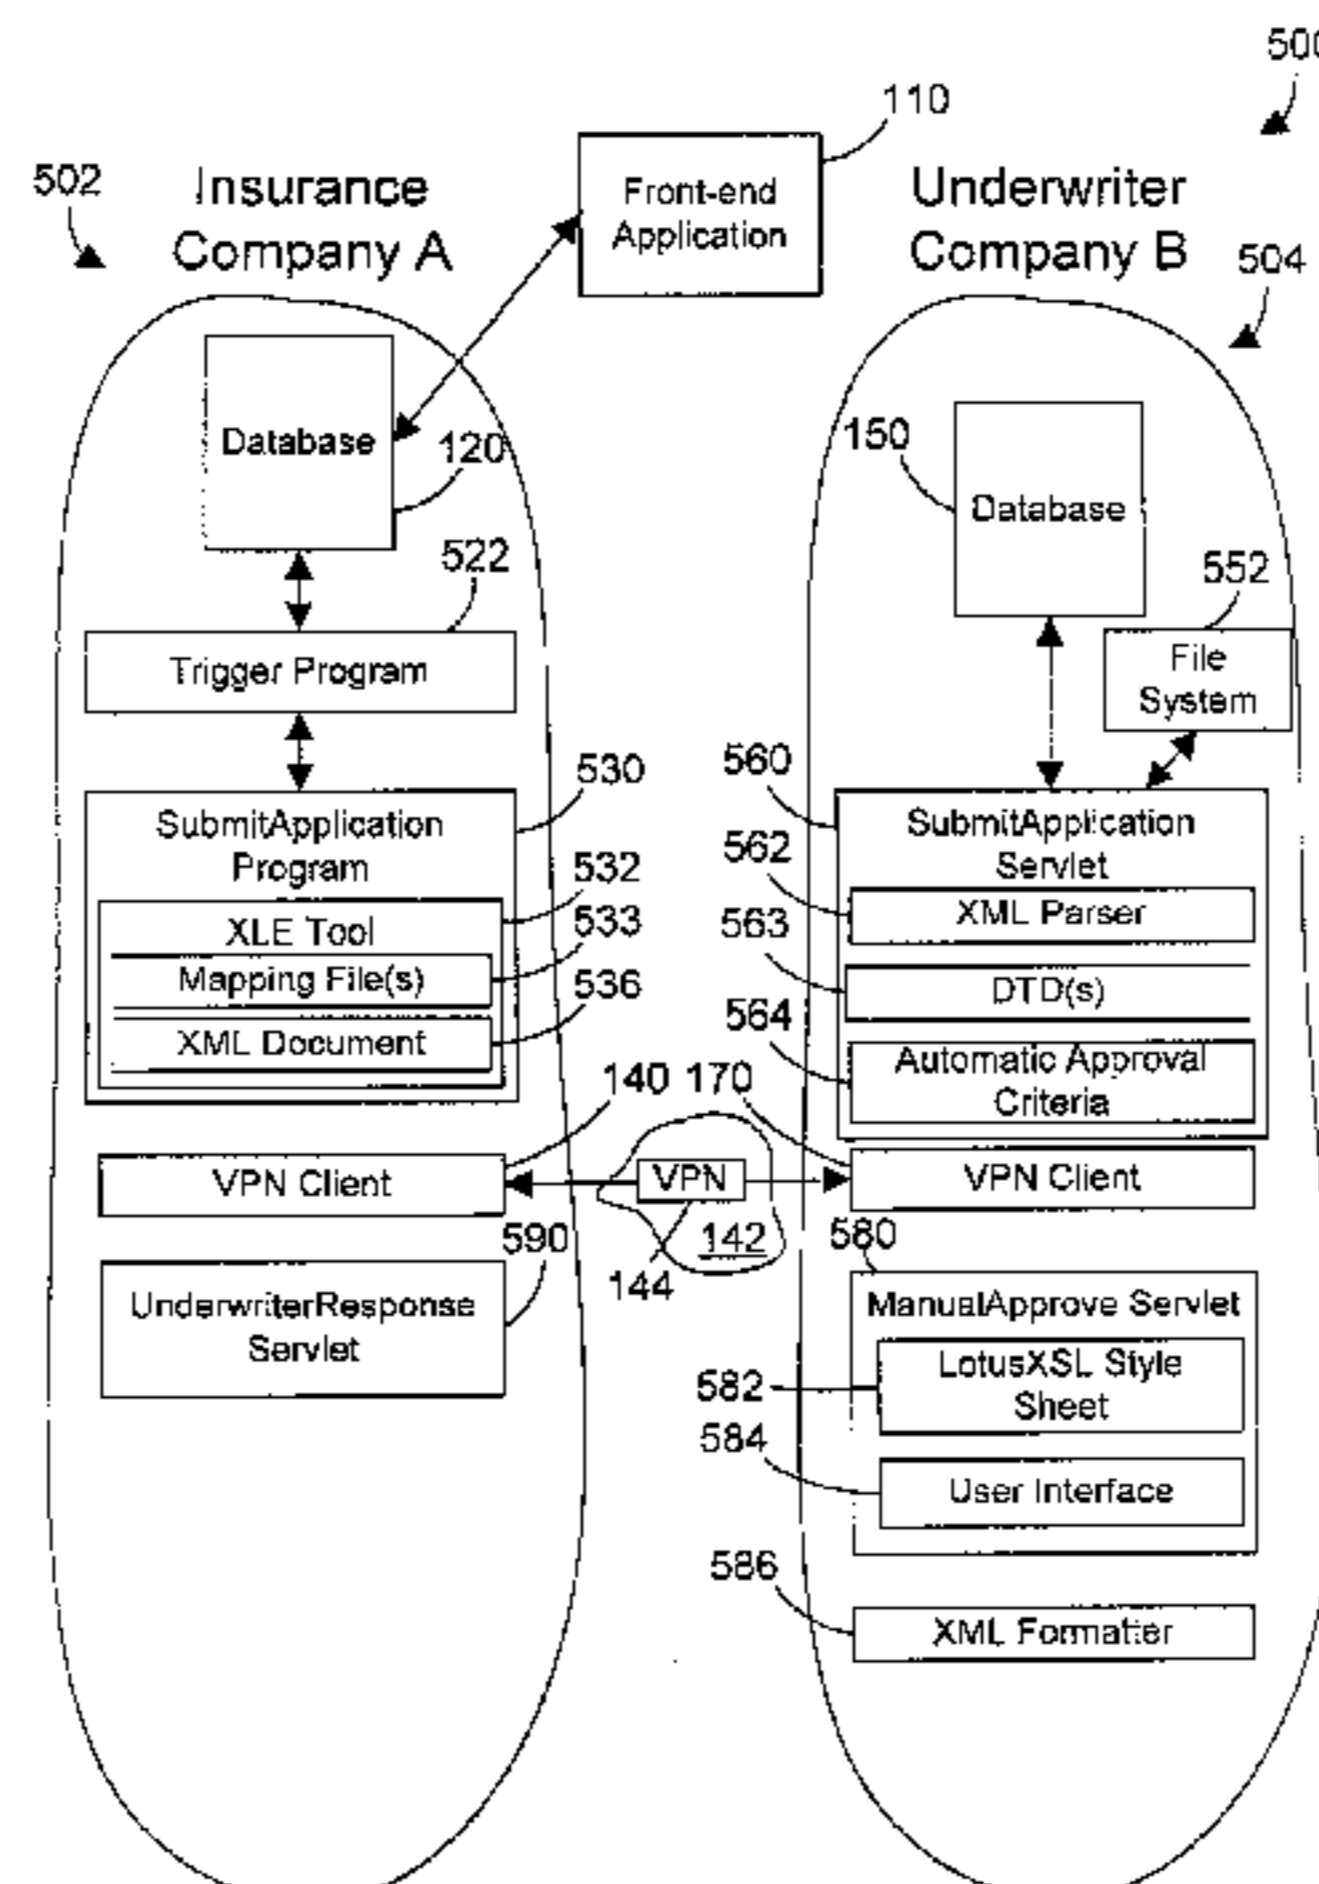 500
110
502
Insurance
Company A
Front-end
Application
Underwriter
Company B
504
Database
120
150
Database
522
552
Trigger Program
File
System
530
560
SubmitApplication
Program
SubmitApplication
Servlet
532
562
XLE Tool
XML Parser
533
563
Mapping File(s)
DTD(s)
536
564
XML Document
Automatic Approval
Criteria
140
170
VPN Client
VPN
VPN Client
142
144
590
580
UnderwriterResponse
Servlet
ManualApprove Servlet
582
LotusXSL Style
Sheet
584
User Interface
586
XML Formatter